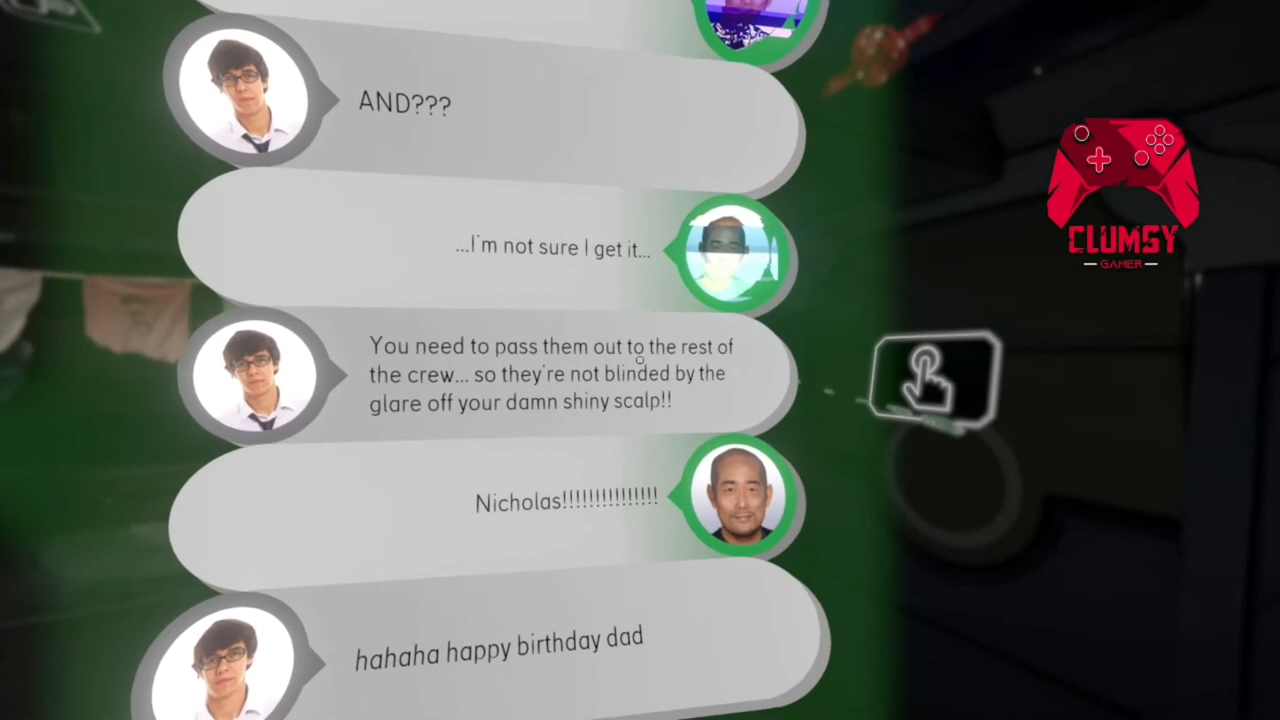 AND???
...I'm not sure I get it...
You need to pass them out to the rest of
the crew... so they're not blinded by the
glare off your damn shiny scalp!!
Nicholas!!!!!!!!!!!!!!!
hahaha happy birthday dad
CLUMSY
GAMER